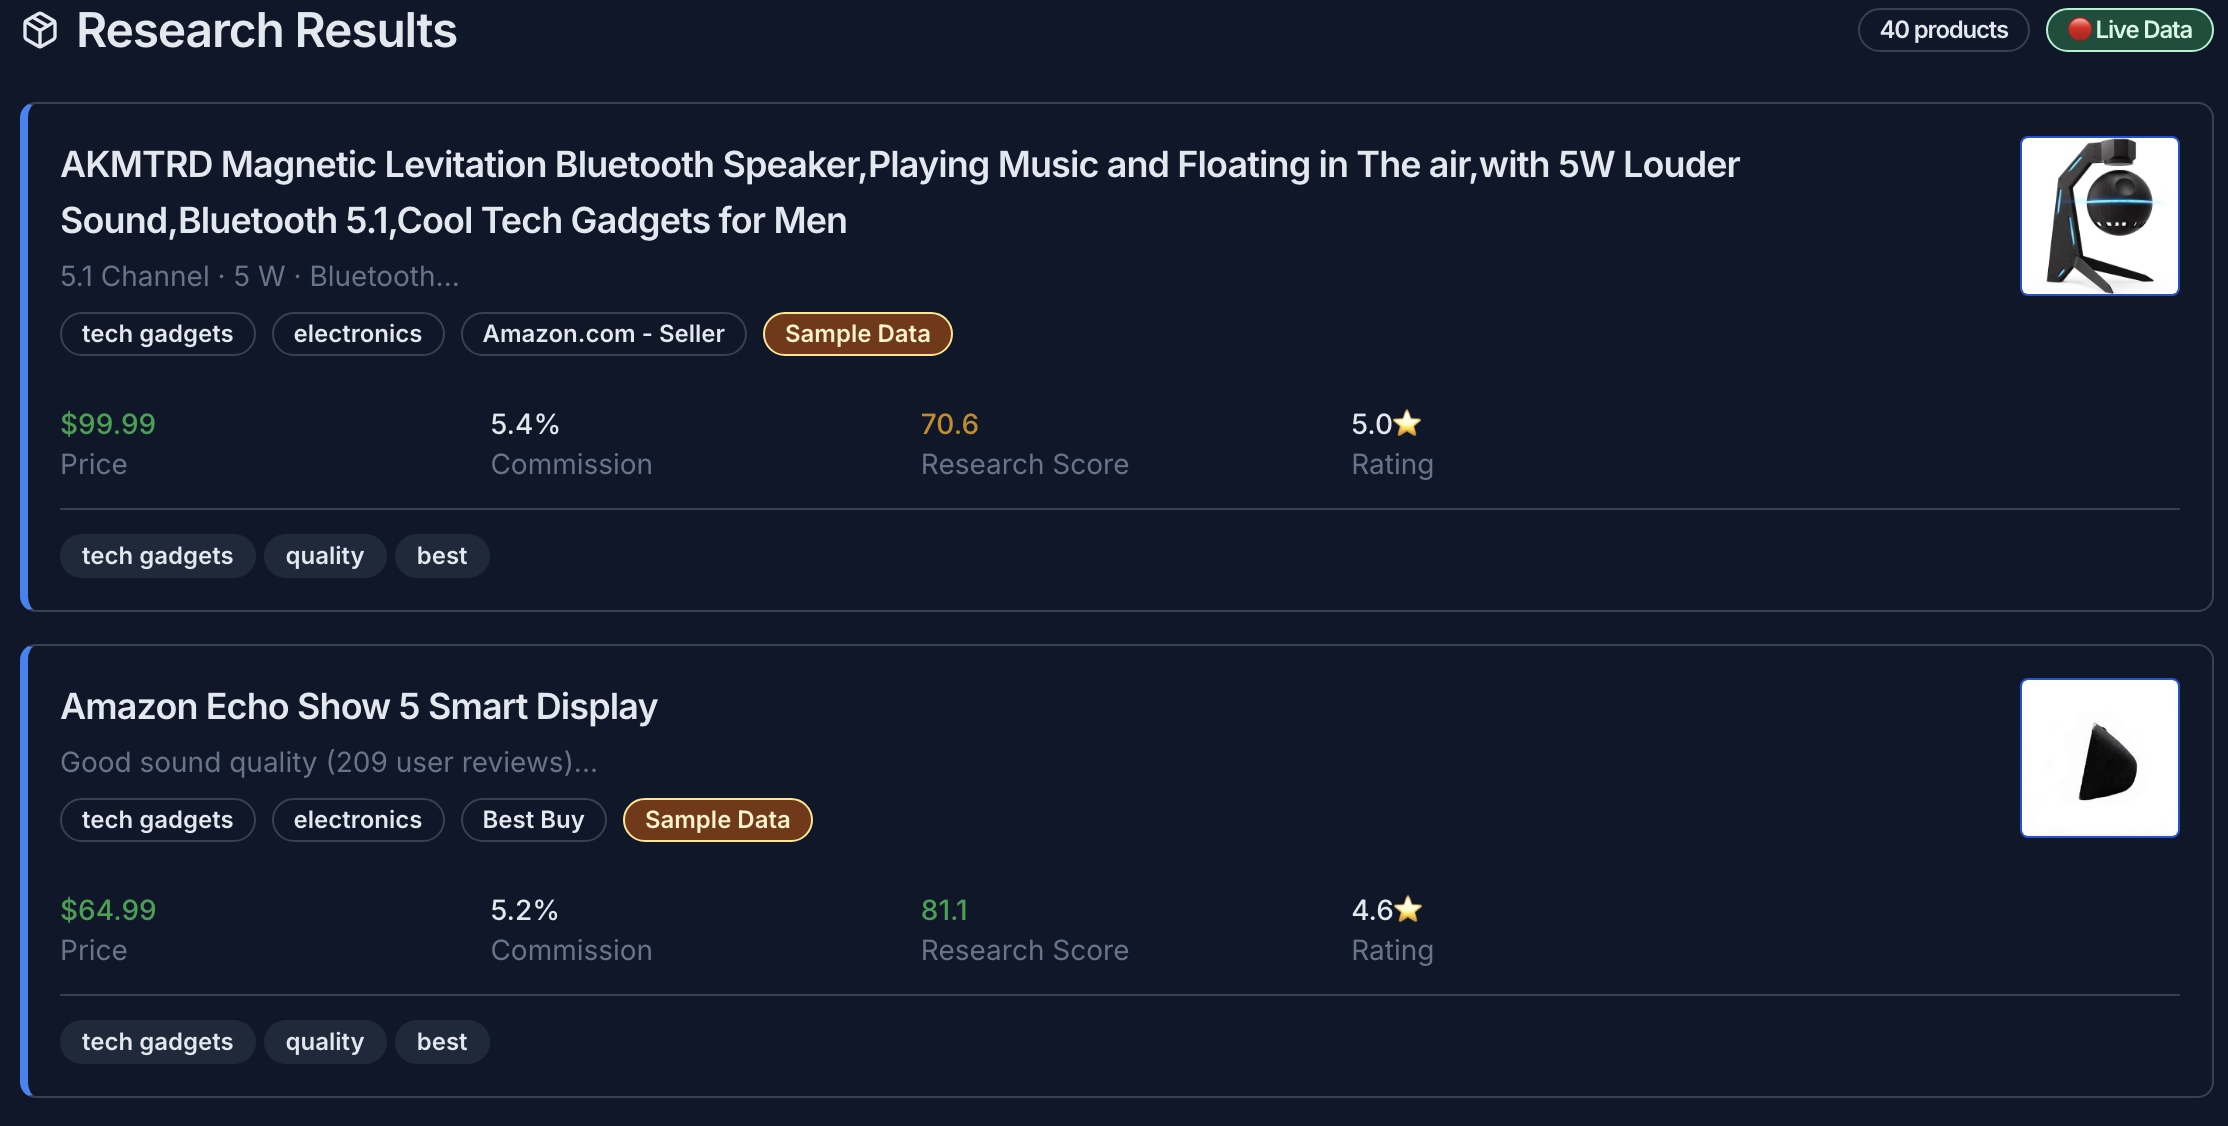 Research Results
40 products
🔴 Live Data
AKMTRD Magnetic Levitation Bluetooth Speaker,Playing Music and Floating in The air,with 5W Louder
Sound,Bluetooth 5.1,Cool Tech Gadgets for Men
5.1 Channel · 5 W · Bluetooth...
tech gadgets electronics Amazon.com - Seller Sample Data
$99.99 5.4% 70.6 5.0⭐
Price Commission Research Score Rating
tech gadgets quality best
Amazon Echo Show 5 Smart Display
Good sound quality (209 user reviews)...
tech gadgets electronics Best Buy Sample Data
$64.99 5.2% 81.1 4.6⭐
Price Commission Research Score Rating
tech gadgets quality best